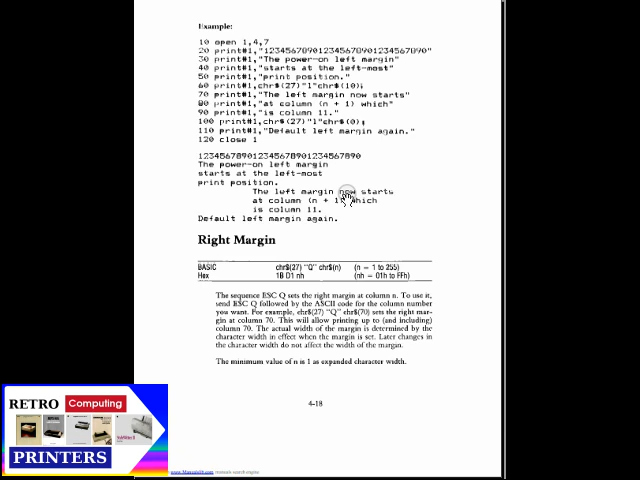 Example:
10 open 1,4,7
20 print#1,"123456789012345678901234567890"
30 print#1,"The power-on left margin"
40 print#1,"starts at the left-most"
50 print#1,"print position."
60 print#1,chr$(27)"l"chr$(10);
70 print#1,"The left margin now starts"
80 print#1,"at column (n + 1) which"
90 print#1,"is column 11."
100 print#1,chr$(27)"l"chr$(0);
110 print#1,"Default left margin again."
120 close 1
123456789012345678901234567890
The power-on left margin
starts at the left-most
print position.
The left margin now starts
at column (n + 1) which
is column 11.
Default left margin again.
Right Margin
BASIC chr$(27) "Q" chr$(n) (n = 1 to 255)
Hex 1B D1 nh (nh = 01h to FFh)
The sequence ESC Q sets the right margin at column n. To use it,
send ESC Q followed by the ASCII code for the column number
you want. For example, chr$(27) "Q" chr$(70) sets the right mar-
gin at column 70. This will allow printing up to (and including)
column 70. The actual width of the margin is determined by the
character width in effect when the margin is set. Later changes in
the character width do not affect the width of the margin.
The minimum value of n is 1 as expanded character width.
4-18
RETRO Computing
PRINTERS